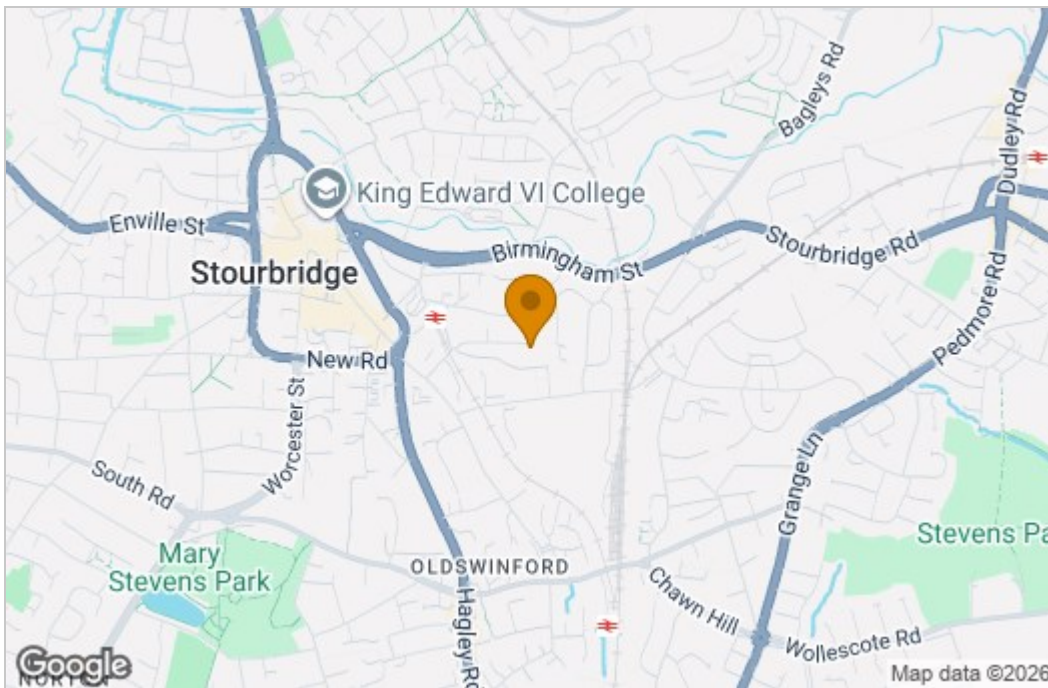 Bagleys Rd
Dudley Rd
King Edward VI College
Enville St
Birmingham St
Stourbridge Rd
Stourbridge
Pedmore Rd
New Rd
Worcester St
Grange Ln
South Rd
Stevens Pa
Mary
Stevens Park
OLDSWINFORD
Chawn Hill
Hagley Rd
Wollescote Rd
Google
NORTON
Map data ©2026